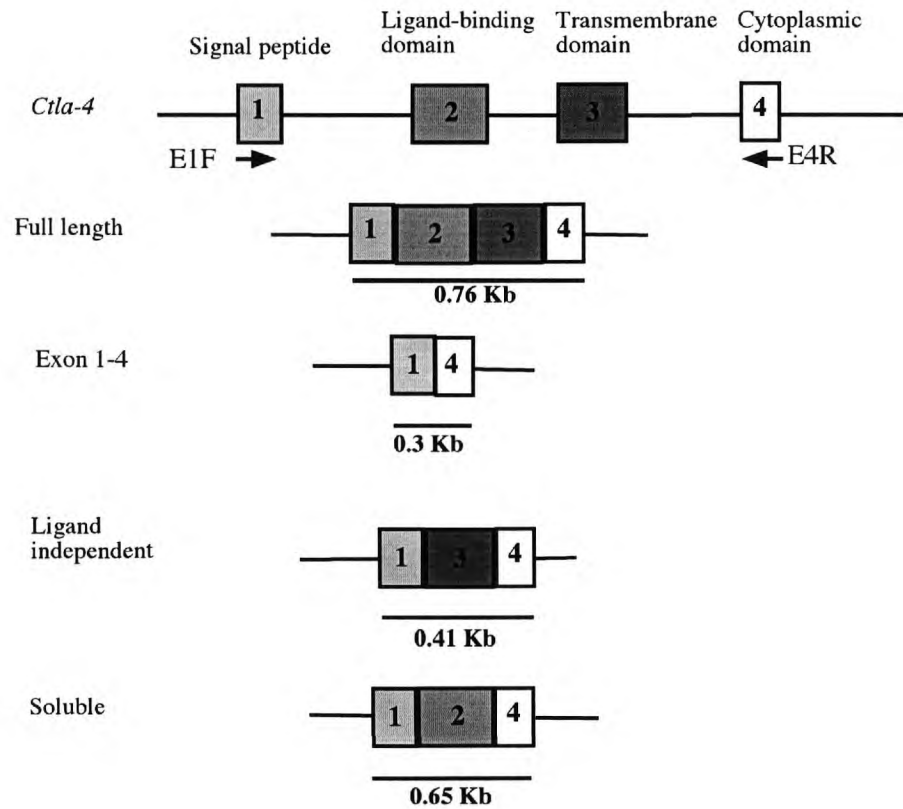 Signal peptide
Ligand-binding
domain
Transmembrane
domain
Cytoplasmic
domain
Ctla-4
1
2
3
4
E1F
E4R
Full length
1
2
3
4
0.76 Kb
Exon 1-4
1
4
0.3 Kb
Ligand
independent
1
3
4
0.41 Kb
Soluble
1
2
4
0.65 Kb